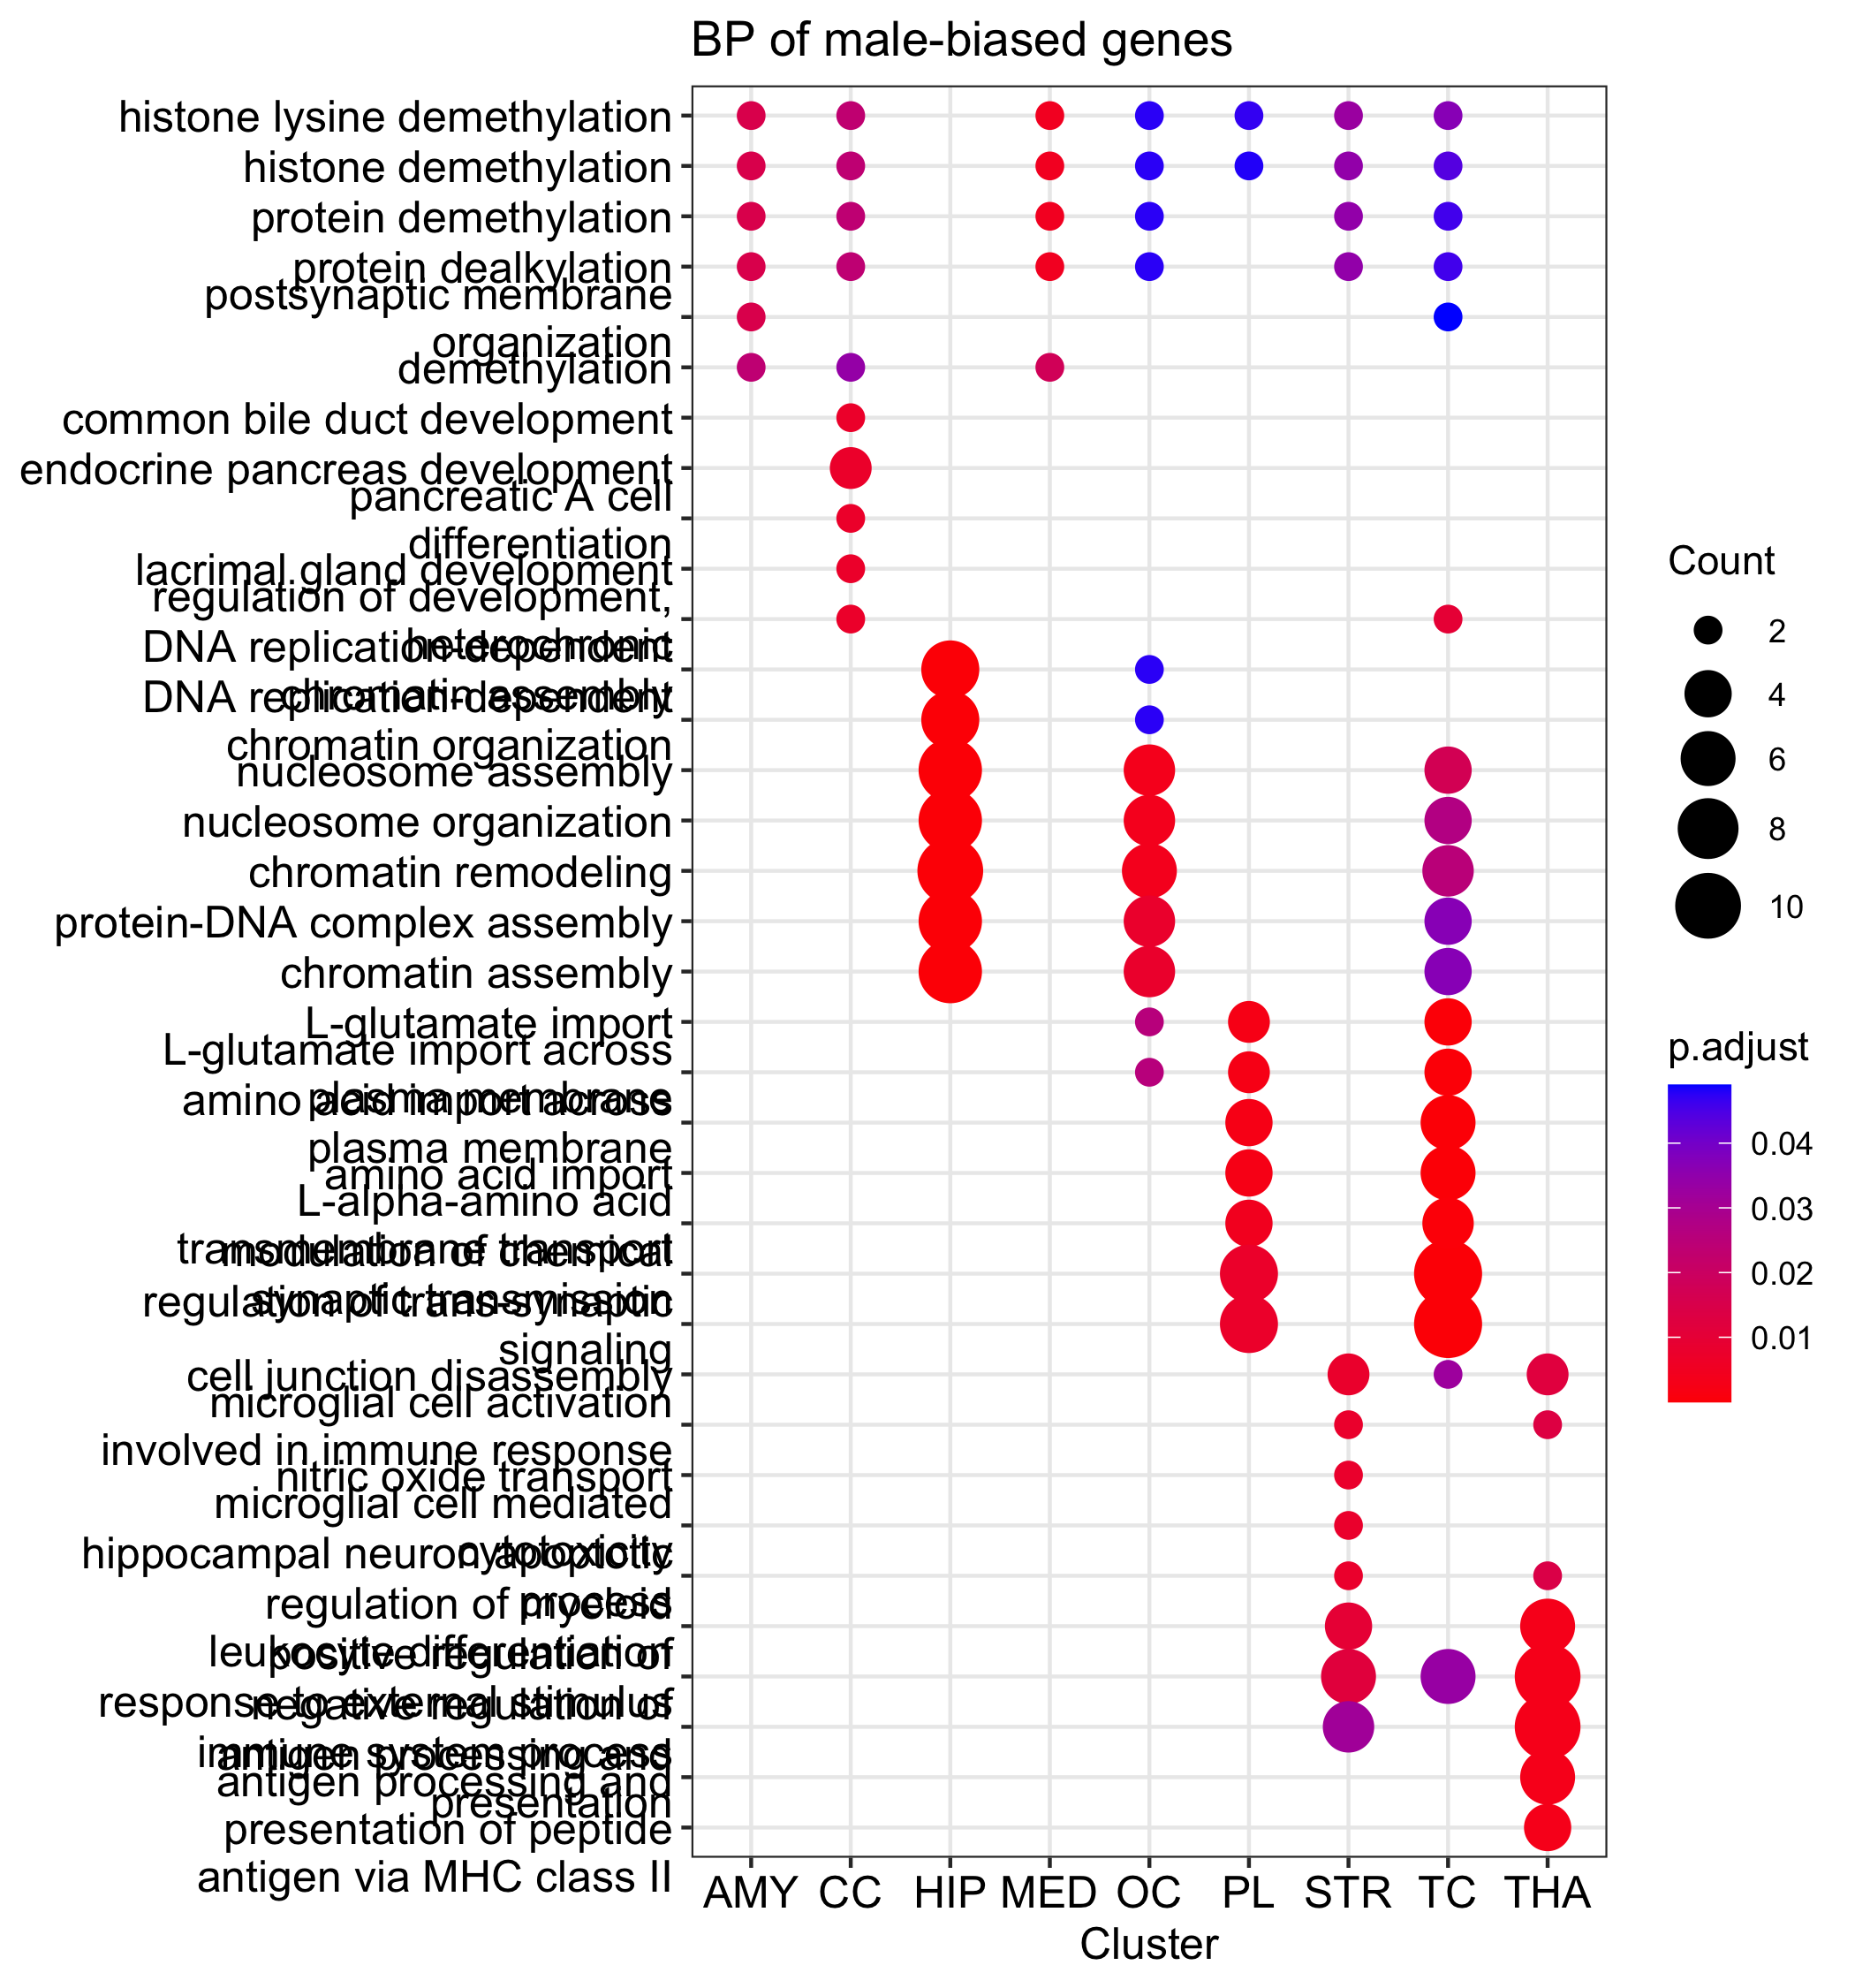 BP of male-biased genes
histone lysine demethylation
histone demethylation
protein demethylation
protein dealkylation
postsynaptic membrane
organization
demethylation
common bile duct development
endocrine pancreas development
pancreatic A cell
differentiation
lacrimal gland development
regulation of development,
heterochronic
DNA replication-dependent
chromatin assembly
DNA replication-dependent
chromatin organization
nucleosome assembly
nucleosome organization
chromatin remodeling
protein-DNA complex assembly
chromatin assembly
L-glutamate import
L-glutamate import across
plasma membrane
amino acid import across
plasma membrane
amino acid import
L-alpha-amino acid
transmembrane transport
modulation of chemical
synaptic transmission
regulation of trans-synaptic
signaling
cell junction disassembly
microglial cell activation
involved in immune response
nitric oxide transport
microglial cell mediated
cytotoxicity
hippocampal neuron apoptotic
process
regulation of myeloid
leukocyte differentiation
positive regulation of
response to external stimulus
negative regulation of
immune system process
antigen processing and
presentation
antigen processing and
presentation of peptide
antigen via MHC class II
AMY CC HIP MED OC PL STR TC THA
Cluster
Count
2
4
6
8
10
p.adjust
0.04
0.03
0.02
0.01